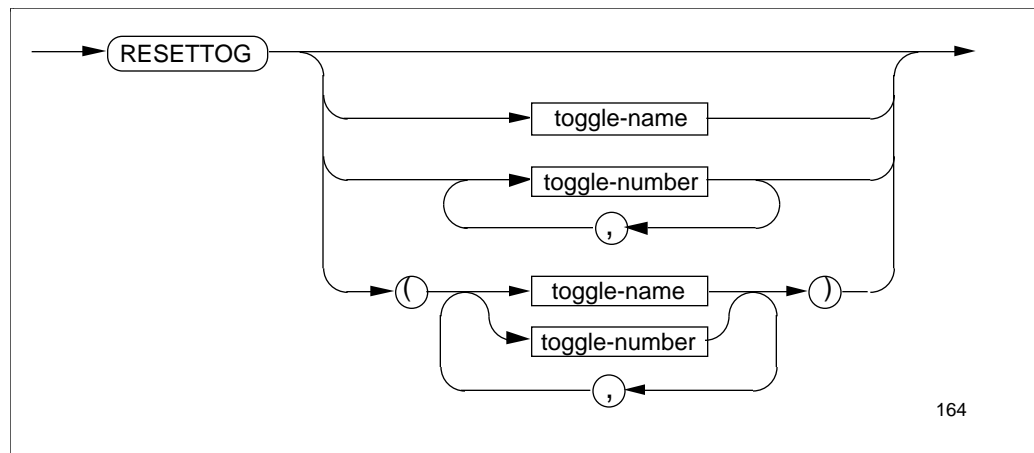 RESETTOG
toggle-name
toggle-number
,
( toggle-name )
toggle-number
,
164